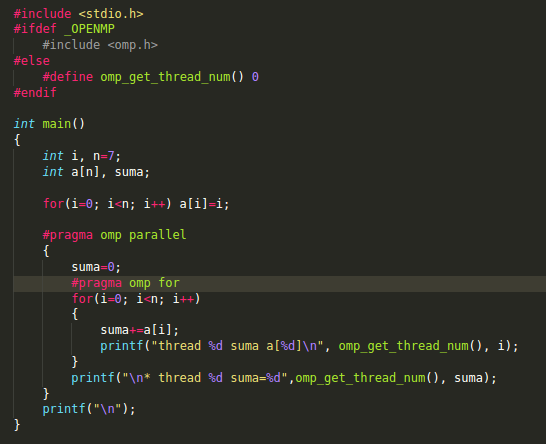 #include <stdio.h>
#ifdef _OPENMP
    #include <omp.h>
#else
    #define omp_get_thread_num() 0
#endif

int main()
{
    int i, n=7;
    int a[n], suma;

    for(i=0; i<n; i++) a[i]=i;

    #pragma omp parallel
    {
        suma=0;
        #pragma omp for
        for(i=0; i<n; i++)
        {
            suma+=a[i];
            printf("thread %d suma a[%d]\n", omp_get_thread_num(), i);
        }
        printf("\n* thread %d suma=%d",omp_get_thread_num(), suma);
    }
    printf("\n");
}